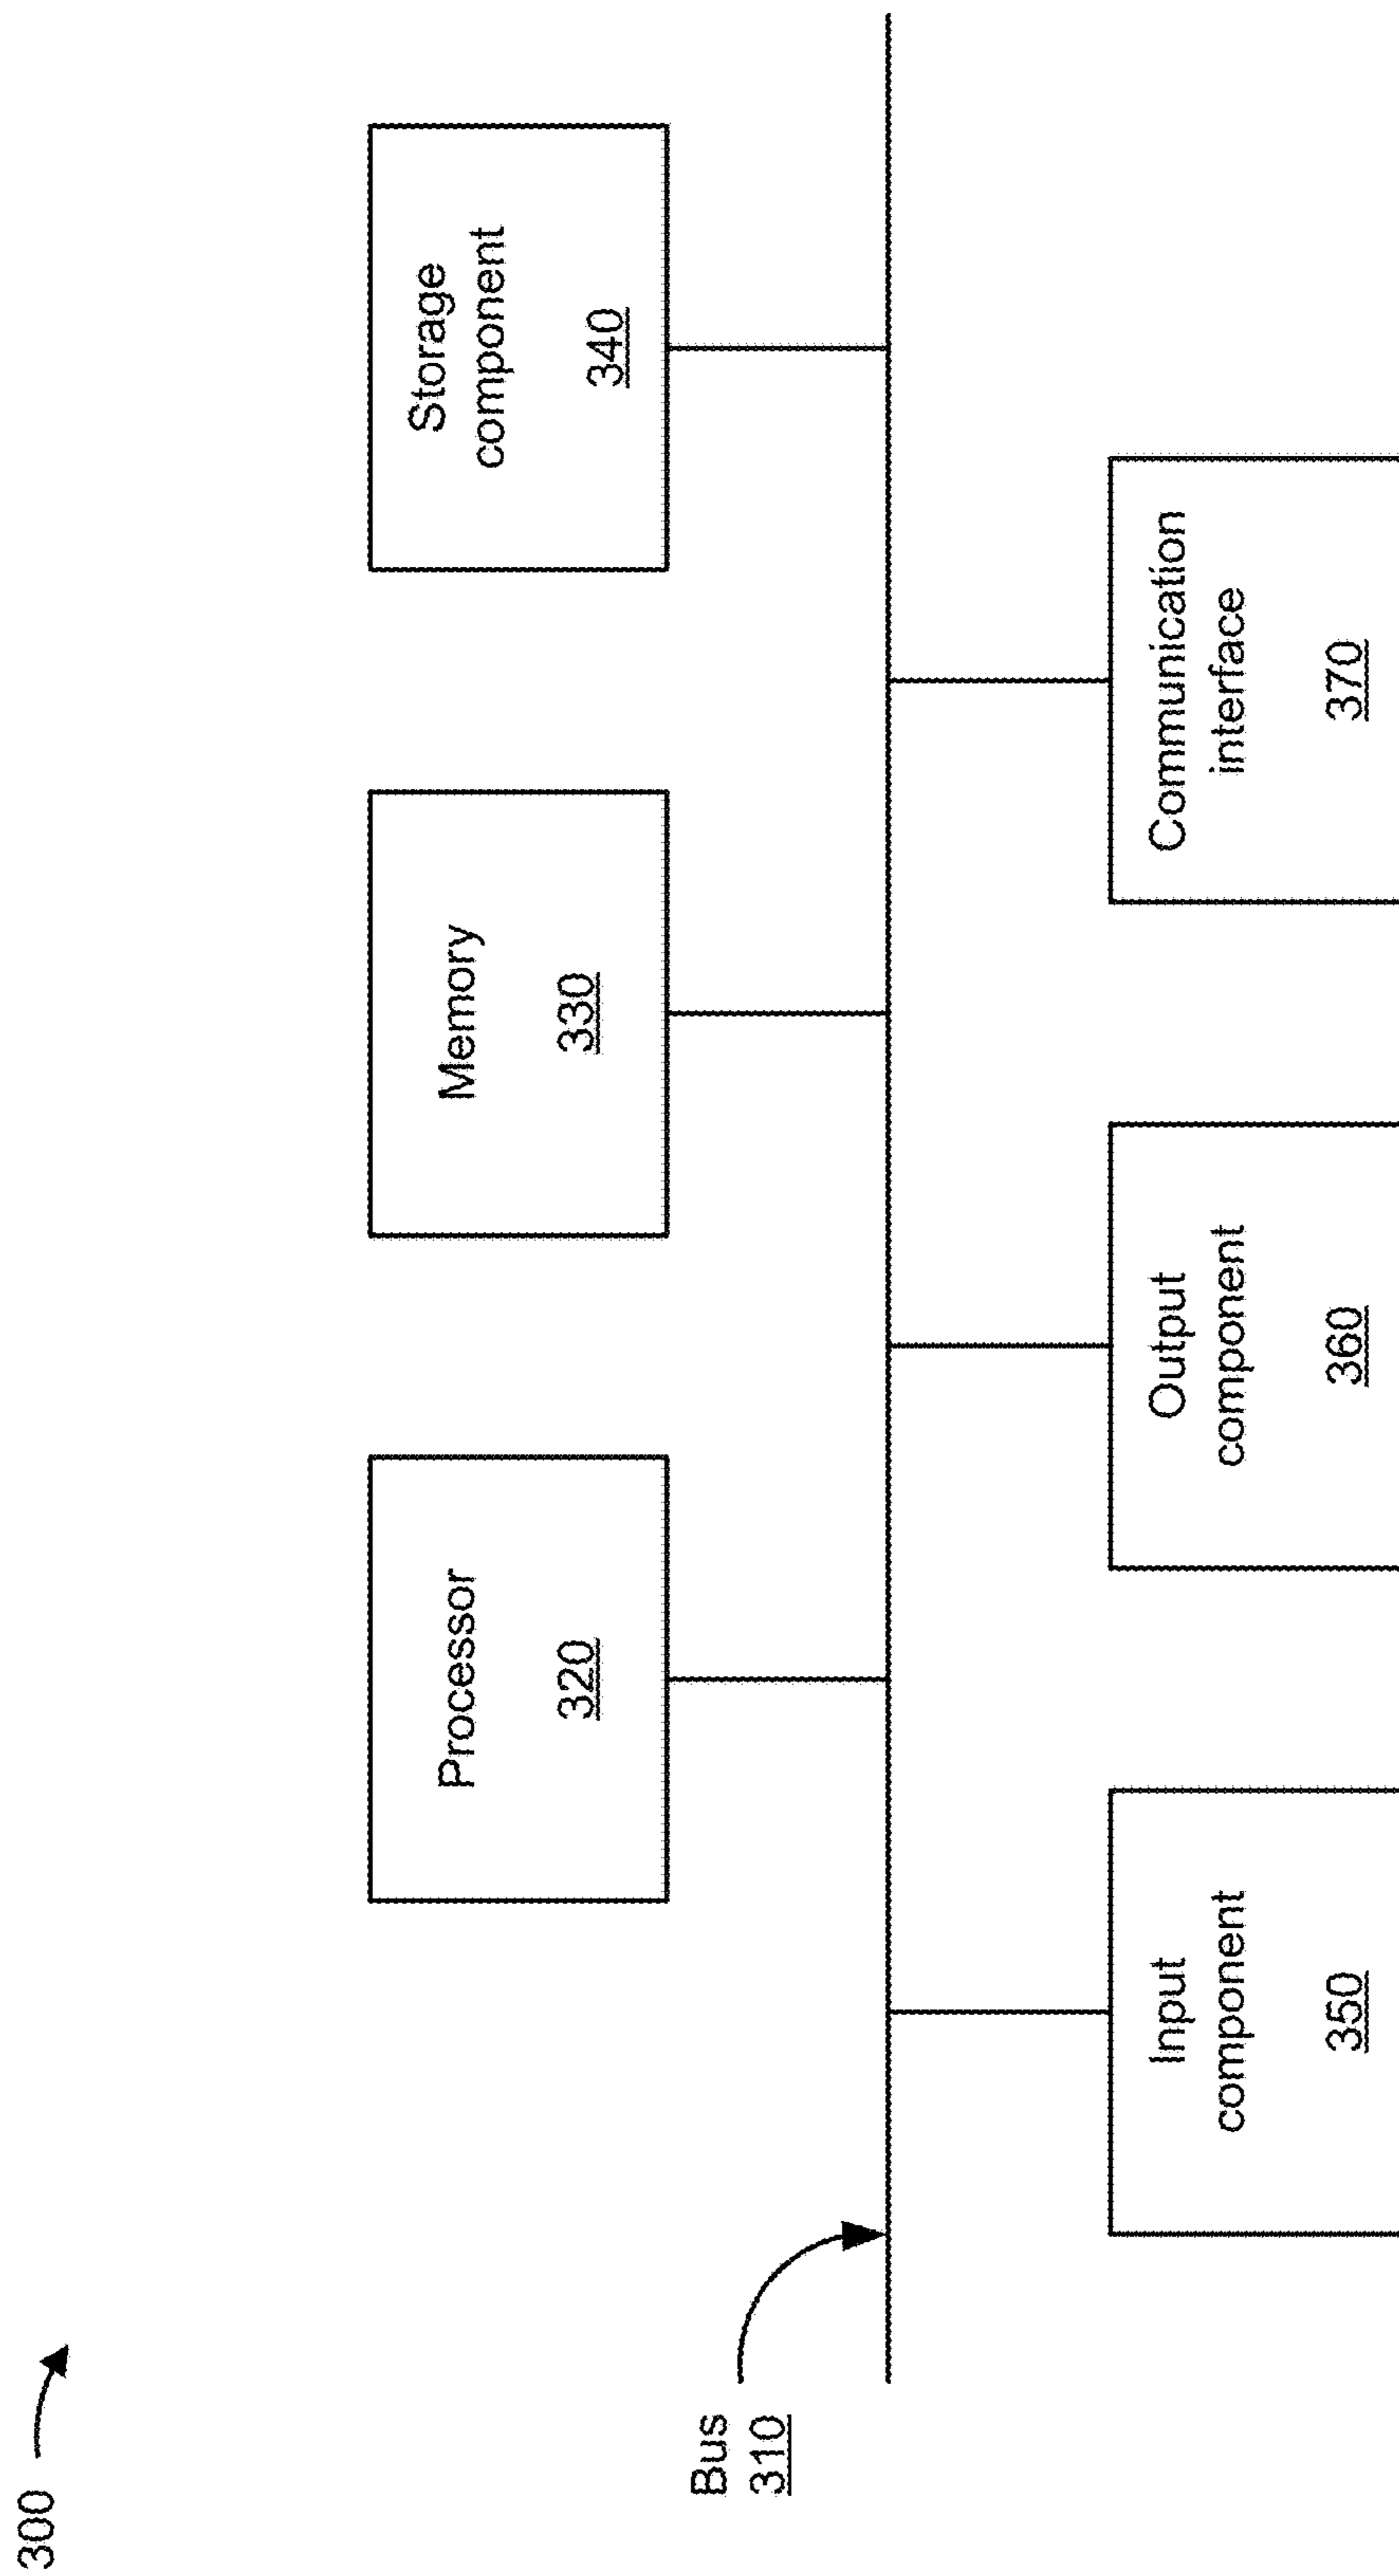 300
Processor
320
Memory
330
Storage
component
340
Bus
310
Input
component
350
Output
component
360
Communication
interface
370